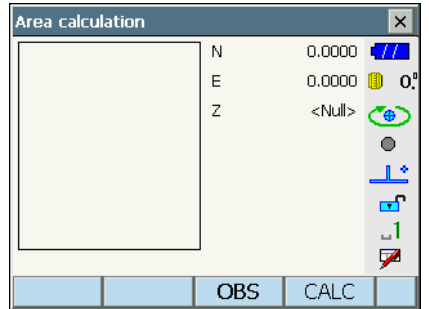 Area calculation
N 0.0000
E 0.0000 0."
Z <Null>
1
OBS CALC